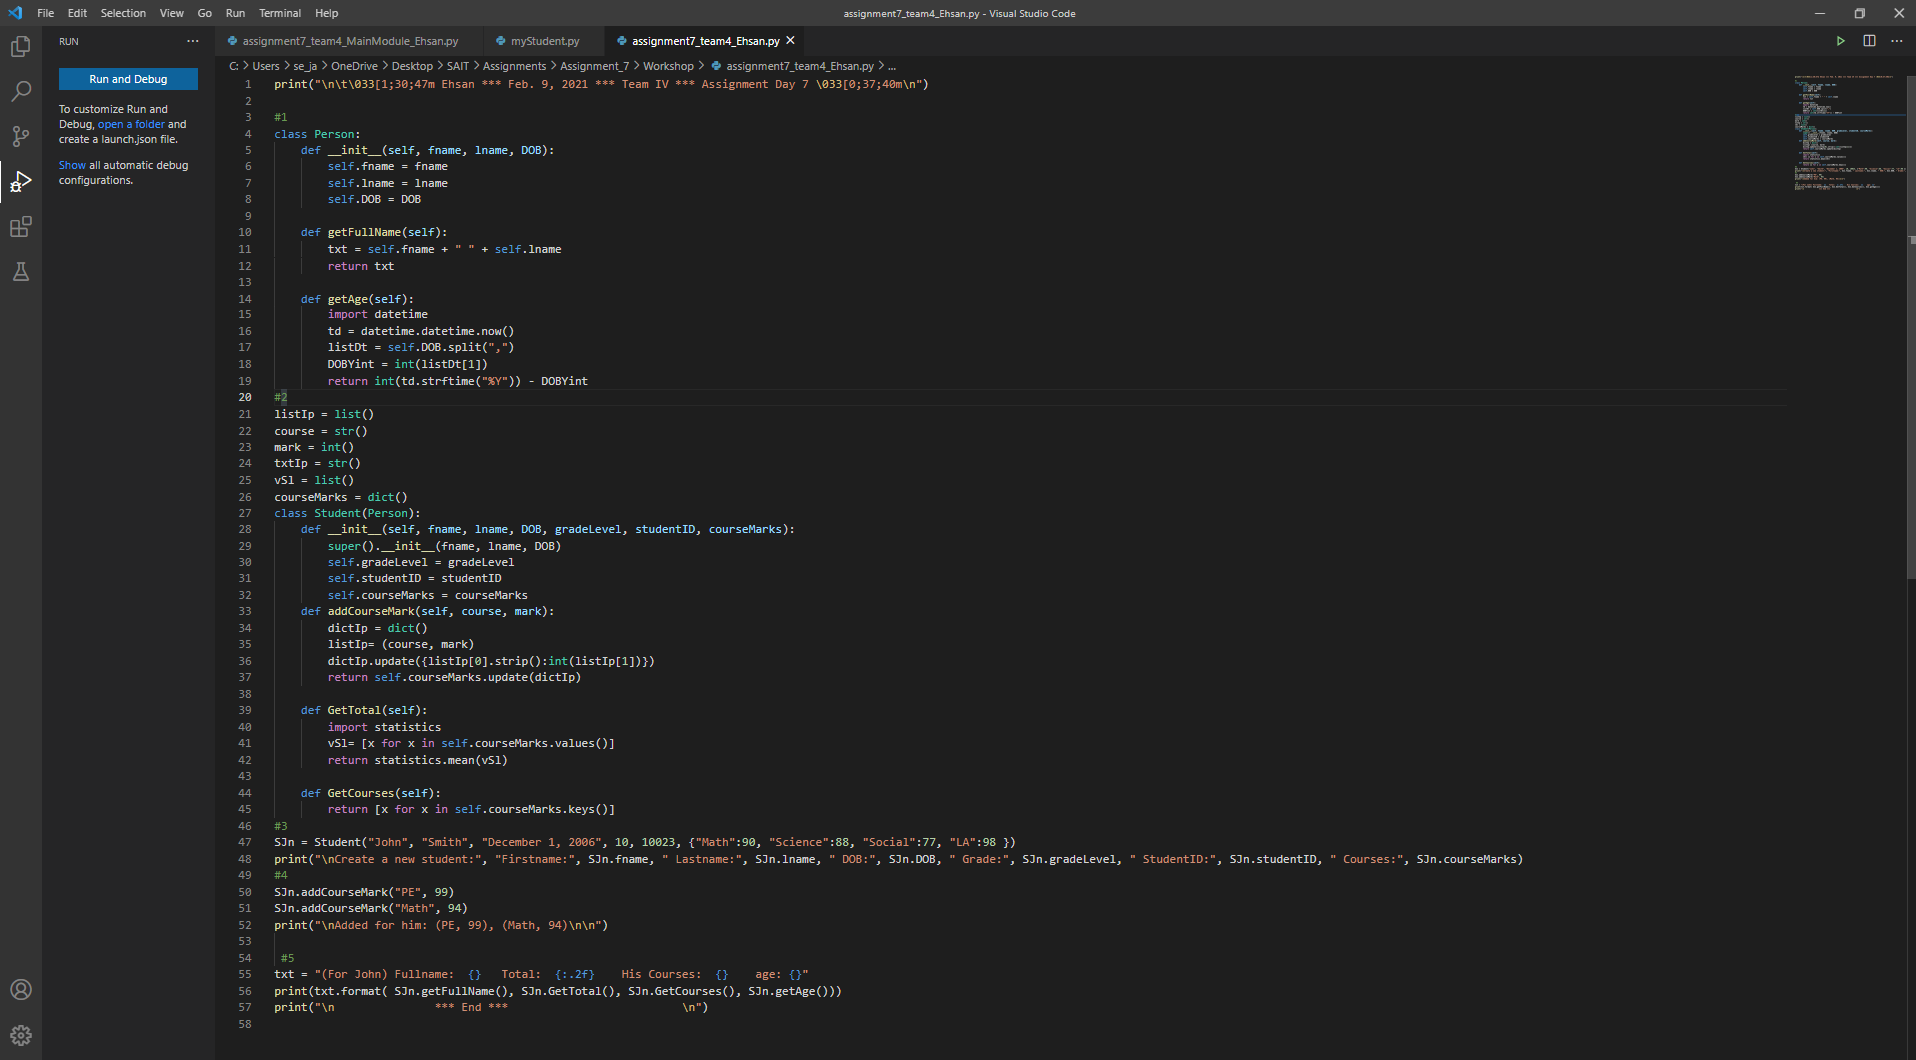 File Edit Selection View Go Run Terminal Help
assignment7_team4_Ehsan.py - Visual Studio Code
RUN
Run and Debug
To customize Run and
Debug, open a folder and
create a launch.json file.
Show all automatic debug
configurations.
assignment7_team4_MainModule_Ehsan.py myStudent.py assignment7_team4_Ehsan.py
C: > Users > se_ja > OneDrive > Desktop > SAIT > Assignments > Assignment_7 > Workshop > assignment7_team4_Ehsan.py > ...
1 print("\n\t\033[1;30;47m Ehsan *** Feb. 9, 2021 *** Team IV *** Assignment Day 7 \033[0;37;40m\n")
2
3 #1
4 class Person:
5     def __init__(self, fname, lname, DOB):
6         self.fname = fname
7         self.lname = lname
8         self.DOB = DOB
9
10     def getFullName(self):
11         txt = self.fname + " " + self.lname
12         return txt
13
14     def getAge(self):
15         import datetime
16         td = datetime.datetime.now()
17         listDt = self.DOB.split(",")
18         DOBYint = int(listDt[1])
19         return int(td.strftime("%Y")) - DOBYint
20 #2
21 listIp = list()
22 course = str()
23 mark = int()
24 txtIp = str()
25 vSl = list()
26 courseMarks = dict()
27 class Student(Person):
28     def __init__(self, fname, lname, DOB, gradeLevel, studentID, courseMarks):
29         super().__init__(fname, lname, DOB)
30         self.gradeLevel = gradeLevel
31         self.studentID = studentID
32         self.courseMarks = courseMarks
33     def addCourseMark(self, course, mark):
34         dictIp = dict()
35         listIp= (course, mark)
36         dictIp.update({listIp[0].strip():int(listIp[1])})
37         return self.courseMarks.update(dictIp)
38
39     def GetTotal(self):
40         import statistics
41         vSl= [x for x in self.courseMarks.values()]
42         return statistics.mean(vSl)
43
44     def GetCourses(self):
45         return [x for x in self.courseMarks.keys()]
46 #3
47 SJn = Student("John", "Smith", "December 1, 2006", 10, 10023, {"Math":90, "Science":88, "Social":77, "LA":98 })
48 print("\nCreate a new student:", "Firstname:", SJn.fname, " Lastname:", SJn.lname, " DOB:", SJn.DOB, " Grade:", SJn.gradeLevel, " StudentID:", SJn.studentID, " Courses:", SJn.courseMarks)
49 #4
50 SJn.addCourseMark("PE", 99)
51 SJn.addCourseMark("Math", 94)
52 print("\nAdded for him: (PE, 99), (Math, 94)\n\n")
53
54  #5
55 txt = "(For John) Fullname:  {}   Total:  {:.2f}    His Courses:  {}    age: {}"
56 print(txt.format( SJn.getFullName(), SJn.GetTotal(), SJn.GetCourses(), SJn.getAge()))
57 print("\n               *** End ***                          \n")
58